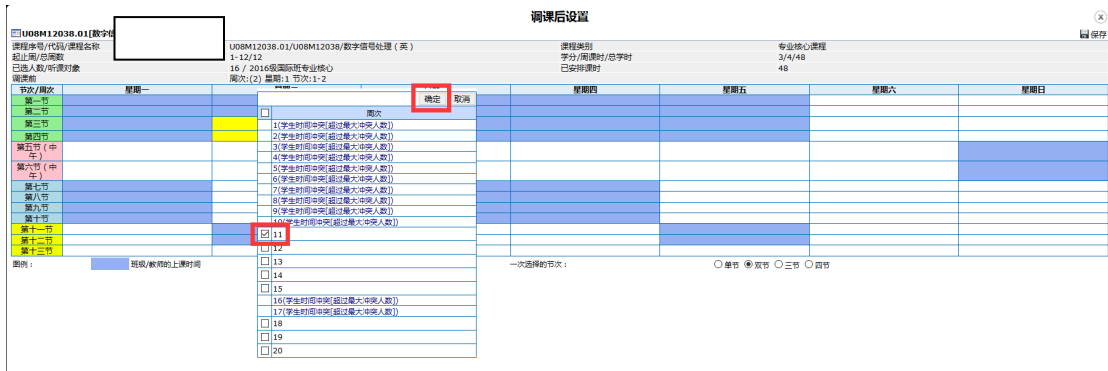 调课后设置
U08M12038.01[数字信
保存
课程序号/代码/课程名称 U08M12038.01/U08M12038/数字信号处理(英) 课程类别 专业核心课程
起止周/总周数 1-12/12 学分/周课时/总学时 3/4/48
已选人数/听课对象 16 / 2016级国际班专业核心 已安排课时 48
调课前 周次:(2) 星期:1 节次:1-2
节次/周次 星期一 星期四 星期五 星期六 星期日
第一节
第二节
第三节
第四节
第五节(中午)
第六节(中午)
第七节
第八节
第九节
第十节
第十一节
第十二节
第十三节
确定 取消
周次
1(学生时间冲突[超过最大冲突人数])
2(学生时间冲突[超过最大冲突人数])
3(学生时间冲突[超过最大冲突人数])
4(学生时间冲突[超过最大冲突人数])
5(学生时间冲突[超过最大冲突人数])
6(学生时间冲突[超过最大冲突人数])
7(学生时间冲突[超过最大冲突人数])
8(学生时间冲突[超过最大冲突人数])
9(学生时间冲突[超过最大冲突人数])
10(学生时间冲突[超过最大冲突人数])
11
12
13
14
15
16(学生时间冲突[超过最大冲突人数])
17(学生时间冲突[超过最大冲突人数])
18
19
20
图例: 班级/教师的上课时间 一次选择的节次: 单节 双节 三节 四节